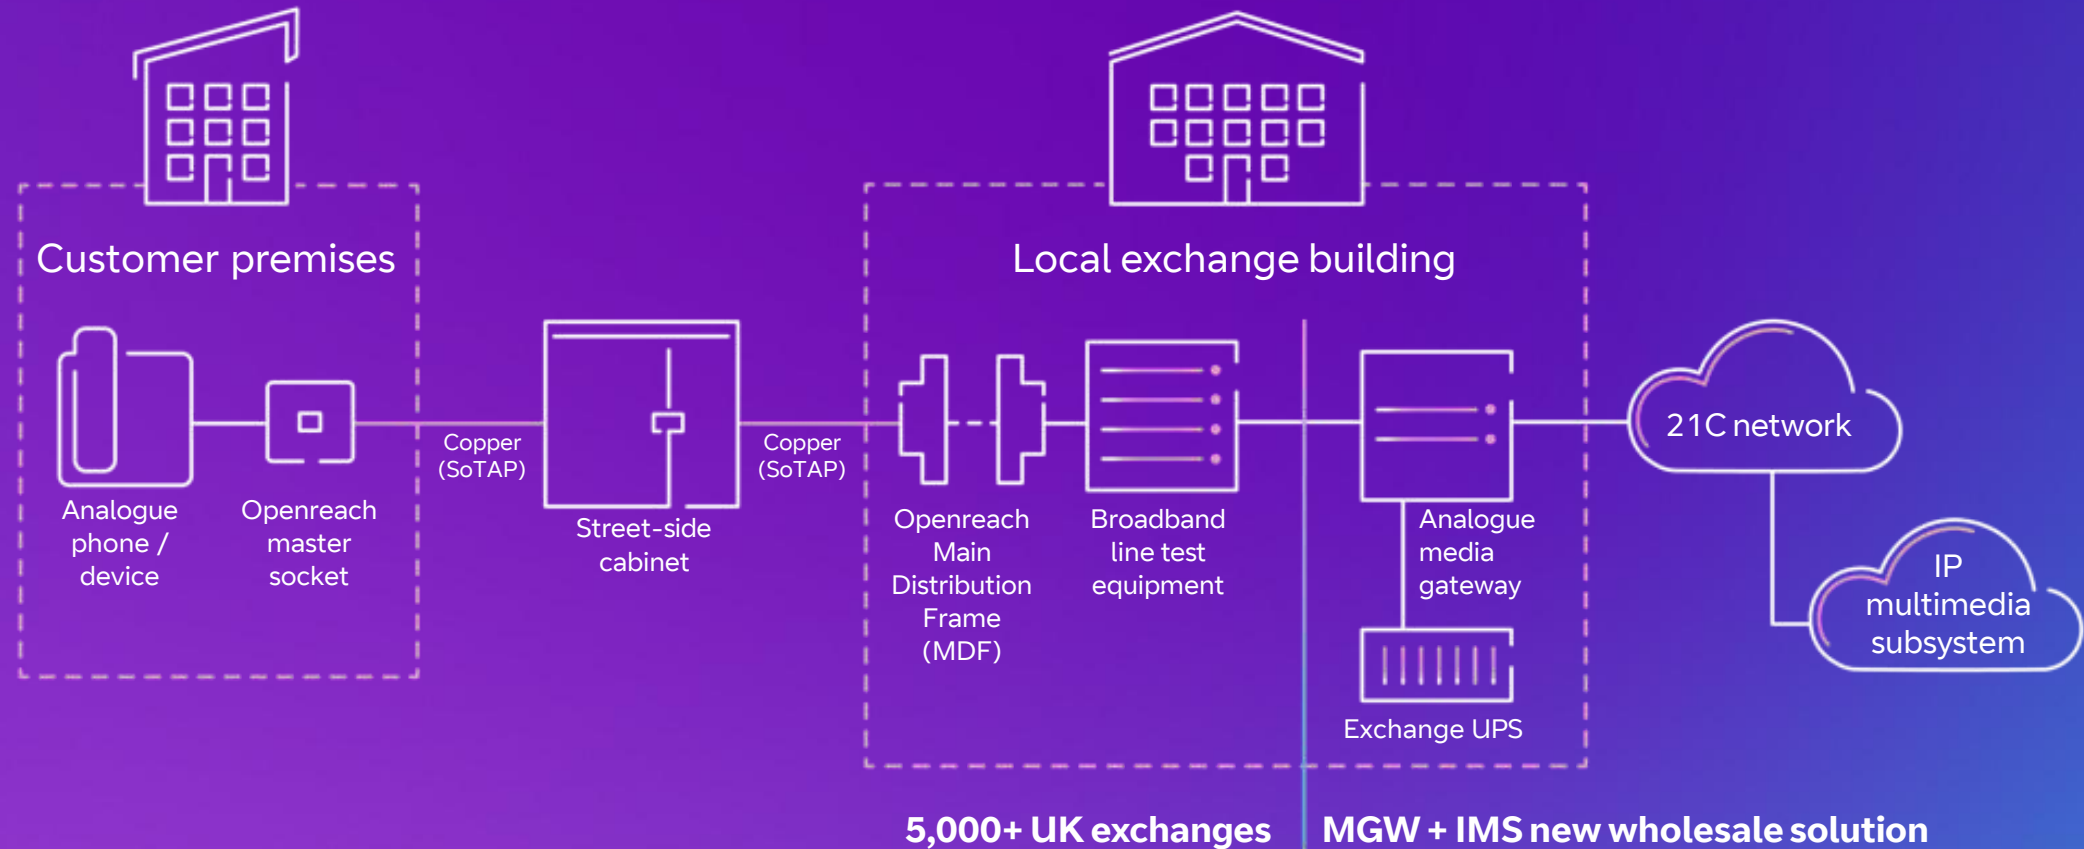 Customer premises
Local exchange building
Analogue
phone /
device
Openreach
master
socket
Copper
(SoTAP)
Street-side
cabinet
Copper
(SoTAP)
Openreach
Main
Distribution
Frame
(MDF)
Broadband
line test
equipment
Analogue
media
gateway
Exchange UPS
21C network
IP
multimedia
subsystem
5,000+ UK exchanges
MGW + IMS new wholesale solution